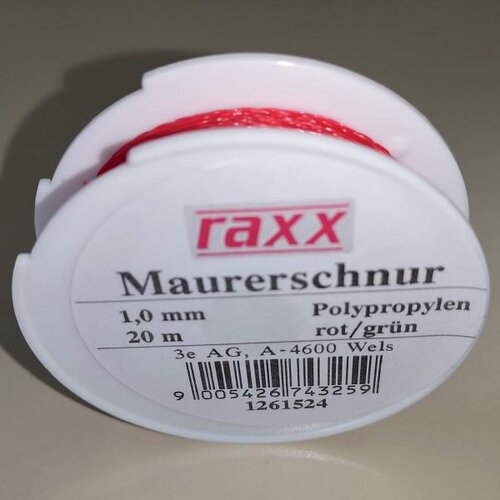 raxx
Maurerschnur
1,0 mm Polypropylen
20 m rot/grün
3e AG, A-4600 Wels
9 005426 743259
1261524